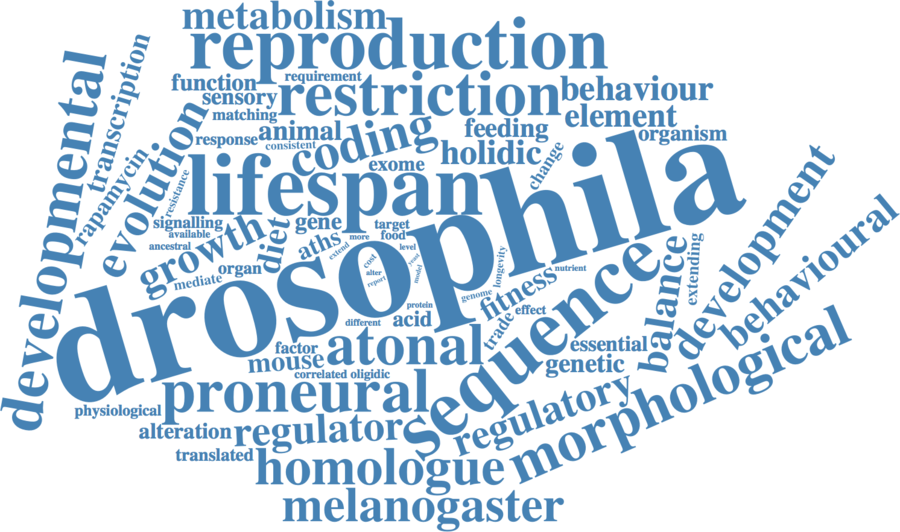 metabolism
reproduction
function
requirement
sensory
restriction
behaviour
matching
element
developmental
transcription
evolution
response
animal
consistent
coding
feeding
organism
exome
holidic
change
rapamycin
resistance
lifespan
drosophila
signalling
available
ancestral
growth
diet
gene
aths
extend
more
target
food
level
cost
alter
report
yeast
model
longevity
genome
nutrient
mediate
organ
fitness
protein
different
acid
trade
effect
sequence
balance
extending
development
behavioural
factor
mouse
atonal
essential
genetic
correlated
oligidic
proneural
physiological
regulatory
morphological
alteration
regulator
translated
homologue
melanogaster